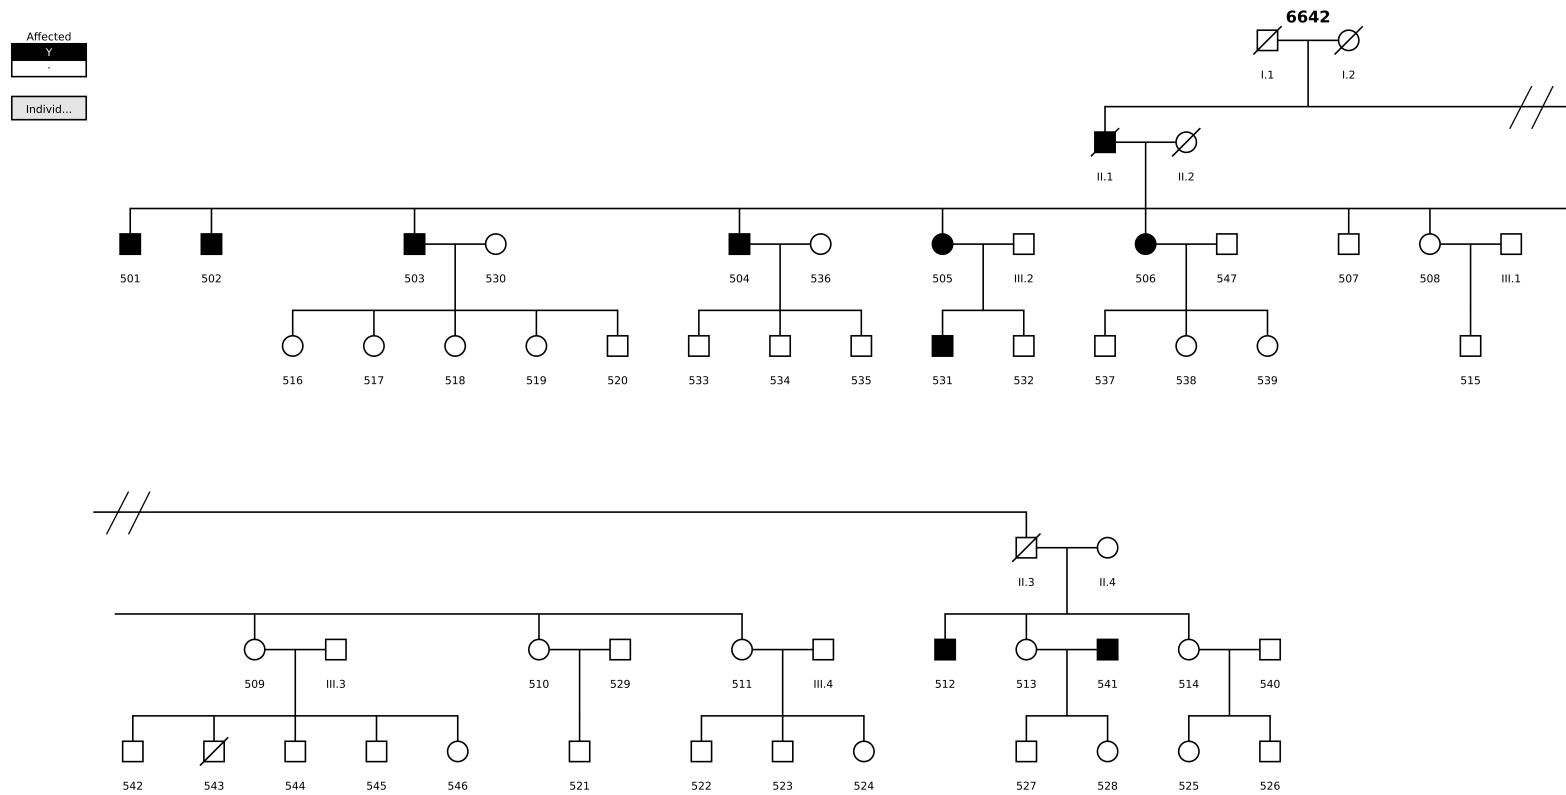 6642
Affected
Y
.
Individ...
I.1 I.2
II.1 II.2
501 502 503 530 504 536 505 III.2 506 547 507 508 III.1
516 517 518 519 520 533 534 535 531 532 537 538 539 515
II.3 II.4
509 III.3 510 529 511 III.4 512 513 541 514 540
542 543 544 545 546 521 522 523 524 527 528 525 526